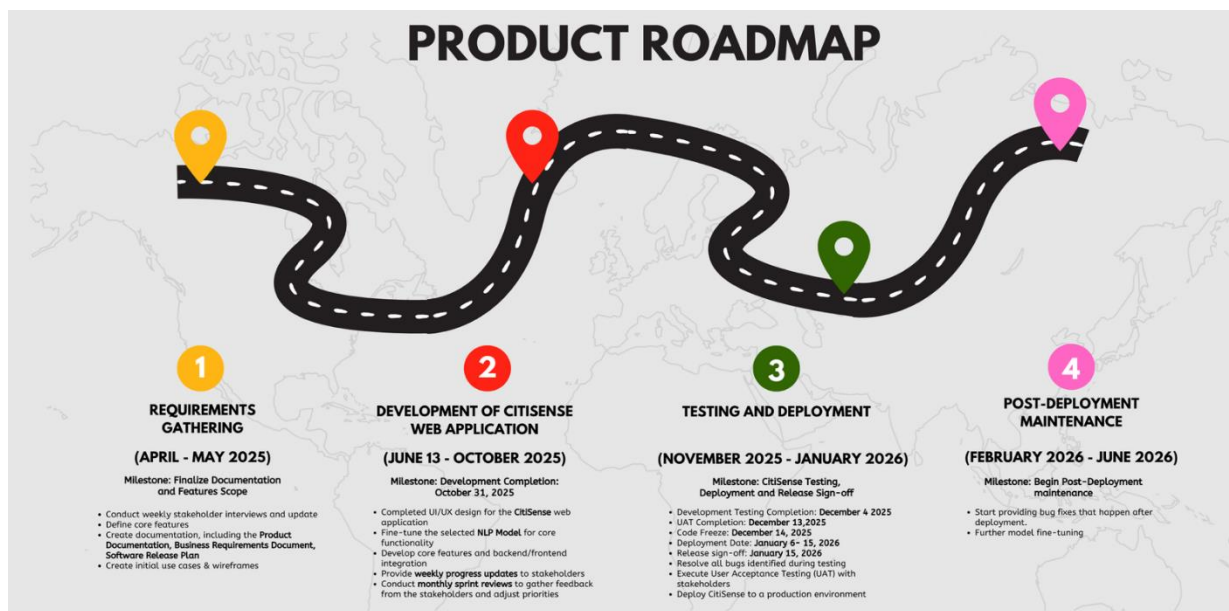 PRODUCT ROADMAP
1
REQUIREMENTS
GATHERING
(APRIL - MAY 2025)
Milestone: Finalize Documentation
and Features Scope
• Conduct weekly stakeholder interviews and update
• Define core features
• Create documentation, including the Product
Documentation, Business Requirements Document,
Software Release Plan
• Create initial use cases & wireframes
2
DEVELOPMENT OF CITISENSE
WEB APPLICATION
(JUNE 13 - OCTOBER 2025)
Milestone: Development Completion:
October 31, 2025
• Completed UI/UX design for the CitiSense web
application
• Fine-tune the selected NLP Model for core
functionality
• Develop core features and backend/frontend
integration
• Provide weekly progress updates to stakeholders
• Conduct monthly sprint reviews to gather feedback
from the stakeholders and adjust priorities
3
TESTING AND DEPLOYMENT
(NOVEMBER 2025 - JANUARY 2026)
Milestone: CitiSense Testing,
Deployment and Release Sign-off
• Development Testing Completion: December 4 2025
• UAT Completion: December 13,2025
• Code Freeze: December 14, 2025
• Deployment Date: January 6- 15, 2026
• Release sign-off: January 15, 2026
• Resolve all bugs identified during testing
• Execute User Acceptance Testing (UAT) with
stakeholders
• Deploy CitiSense to a production environment
4
POST-DEPLOYMENT
MAINTENANCE
(FEBRUARY 2026 - JUNE 2026)
Milestone: Begin Post-Deployment
maintenance
• Start providing bug fixes that happen after
deployment.
• Further model fine-tuning